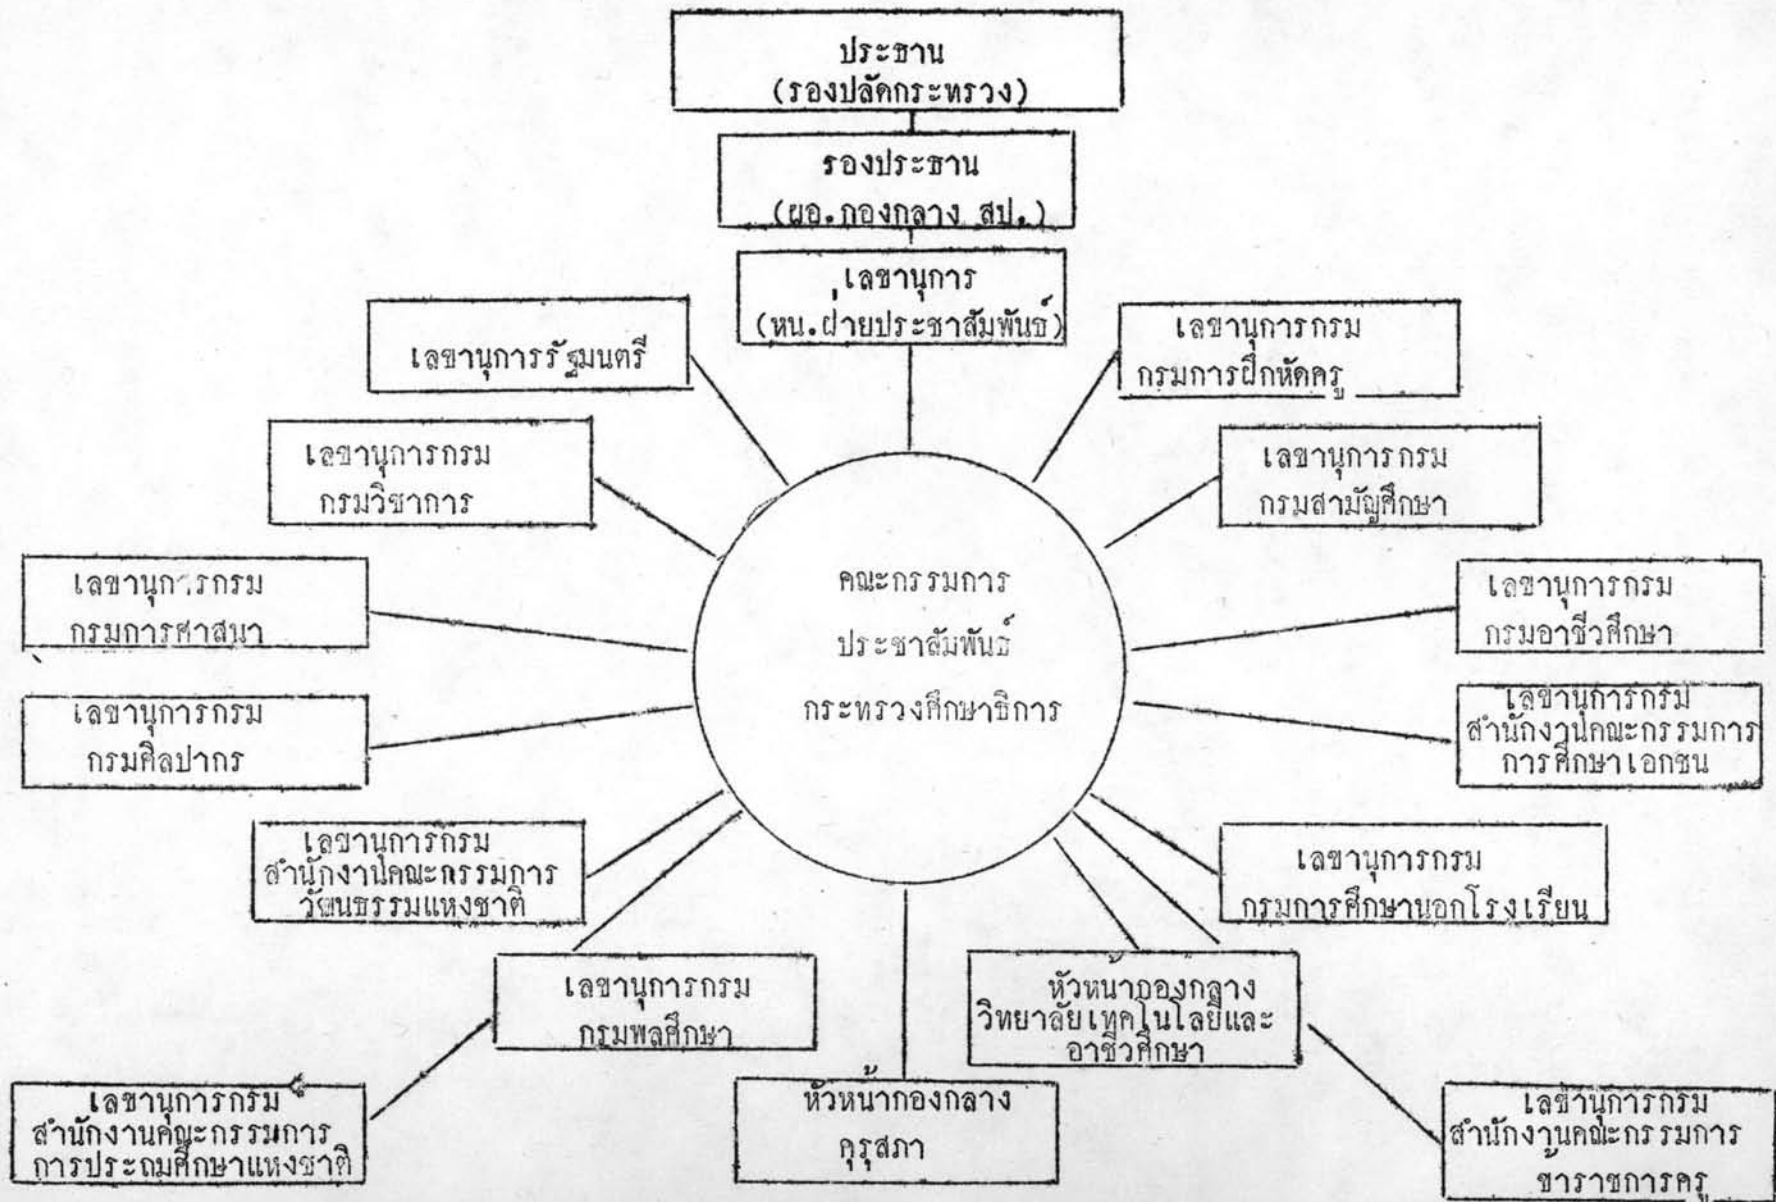 ประธาน
(รองปลัดกระทรวง)
รองประธาน
(ผอ.กองกลาง สป.)
เลขานุการ
(หน.ฝ่ายประชาสัมพันธ์)
เลขานุการรัฐมนตรี
เลขานุการกรม
กรมการฝึกหัดครู
เลขานุการกรม
กรมวิชาการ
เลขานุการกรม
กรมสามัญศึกษา
เลขานุการกรม
กรมการศาสนา
คณะกรรมการ
ประชาสัมพันธ์
กระทรวงศึกษาธิการ
เลขานุการกรม
กรมอาชีวศึกษา
เลขานุการกรม
กรมศิลปากร
เลขานุการกรม
สำนักงานคณะกรรมการ
การศึกษาเอกชน
เลขานุการกรม
สำนักงานคณะกรรมการ
วัฒนธรรมแห่งชาติ
เลขานุการกรม
กรมการศึกษานอกโรงเรียน
เลขานุการกรม
กรมพลศึกษา
หัวหน้ากองกลาง
วิทยาลัยเทคโนโลยีและ
อาชีวศึกษา
เลขานุการกรม
สำนักงานคณะกรรมการ
การประถมศึกษาแห่งชาติ
หัวหน้ากองกลาง
คุรุสภา
เลขานุการกรม
สำนักงานคณะกรรมการ
ข้าราชการครู